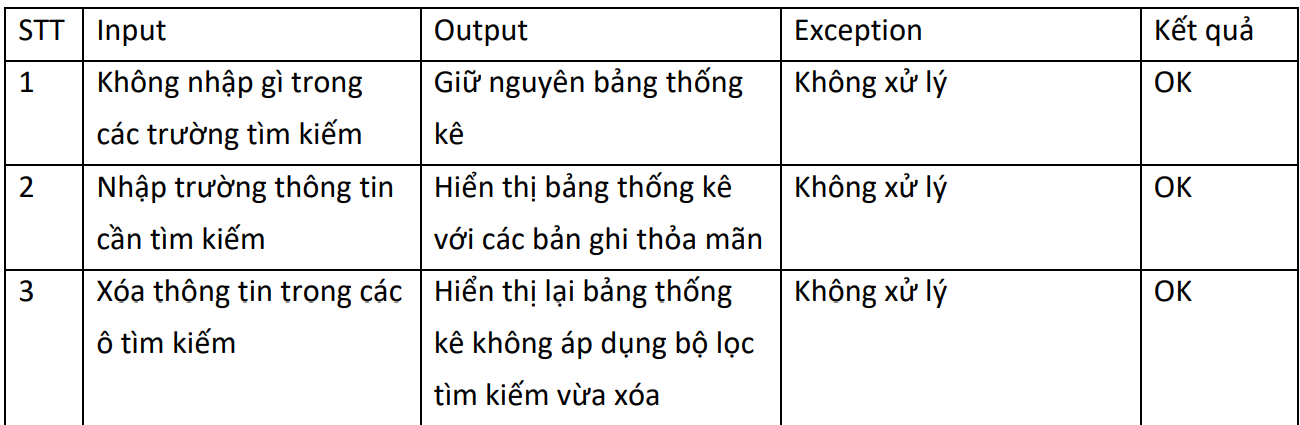 STT Input Output Exception Kết quả
1 Không nhập gì trong Giữ nguyên bảng thống Không xử lý OK
các trường tìm kiếm kê
2 Nhập trường thông tin Hiển thị bảng thống kê Không xử lý OK
cần tìm kiếm với các bản ghi thỏa mãn
3 Xóa thông tin trong các Hiển thị lại bảng thống Không xử lý OK
ô tìm kiếm kê không áp dụng bộ lọc
tìm kiếm vừa xóa